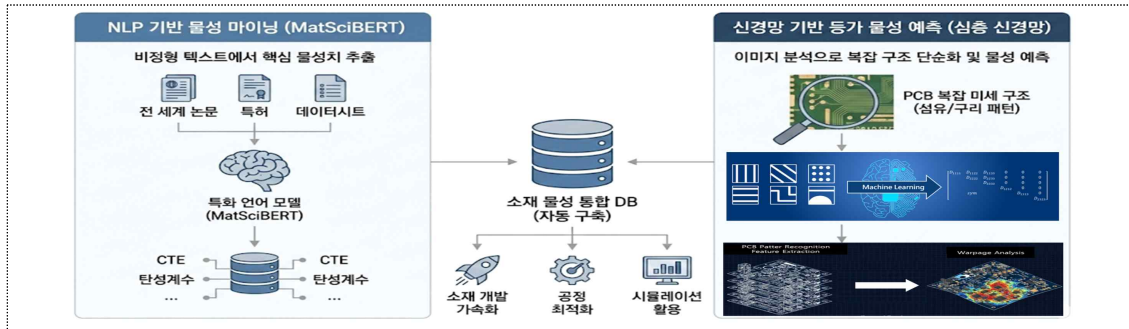 NLP 기반 물성 마이닝 (MatSciBERT)
비정형 텍스트에서 핵심 물성치 추출
전 세계 논문
특허
데이터시트
특화 언어 모델
(MatSciBERT)
CTE
탄성계수
...
CTE
탄성계수
...
소재 물성 통합 DB
(자동 구축)
소재 개발
가속화
공정
최적화
시뮬레이션
활용
신경망 기반 등가 물성 예측 (심층 신경망)
이미지 분석으로 복잡 구조 단순화 및 물성 예측
PCB 복잡 미세 구조
(섬유/구리 패턴)
Machine Learning
PCB Patter Recognition
Feature Extraction
Warpage Analysis